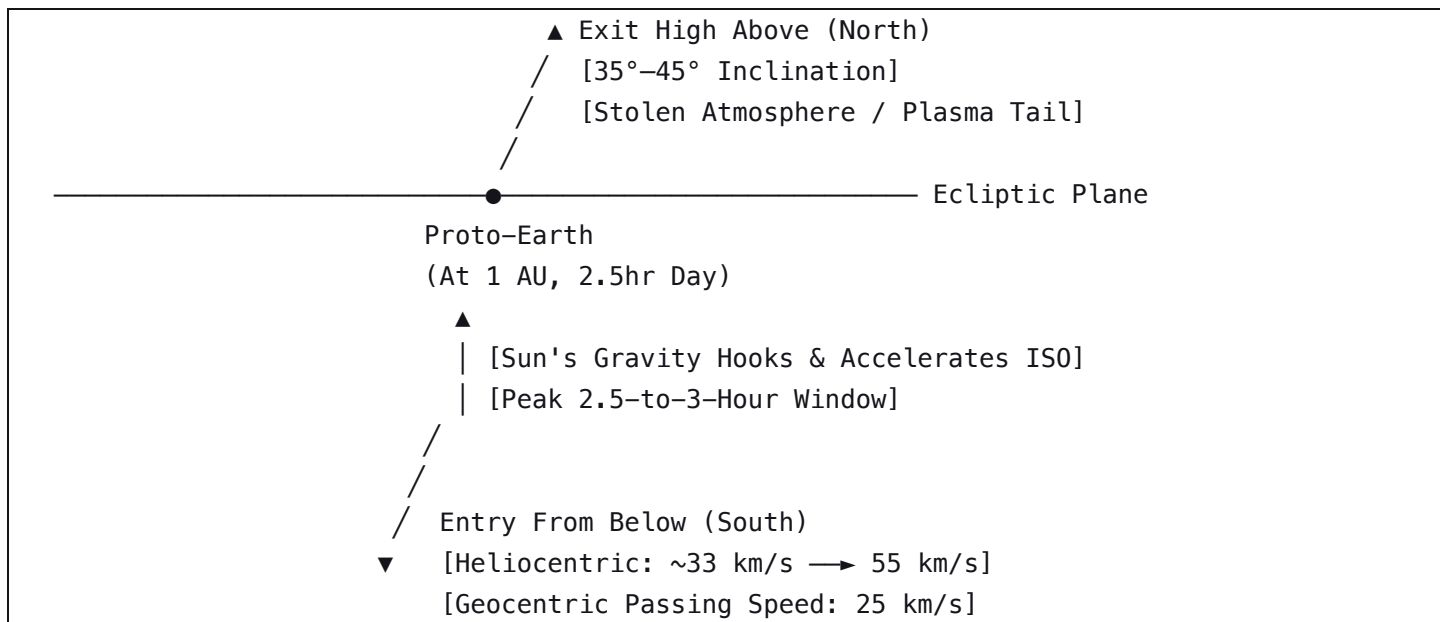 ▲ Exit High Above (North)
[35°–45° Inclination]
[Stolen Atmosphere / Plasma Tail]
Ecliptic Plane
Proto-Earth
(At 1 AU, 2.5hr Day)
[Sun's Gravity Hooks & Accelerates ISO]
[Peak 2.5-to-3-Hour Window]
Entry From Below (South)
[Heliocentric: ~33 km/s ──► 55 km/s]
[Geocentric Passing Speed: 25 km/s]